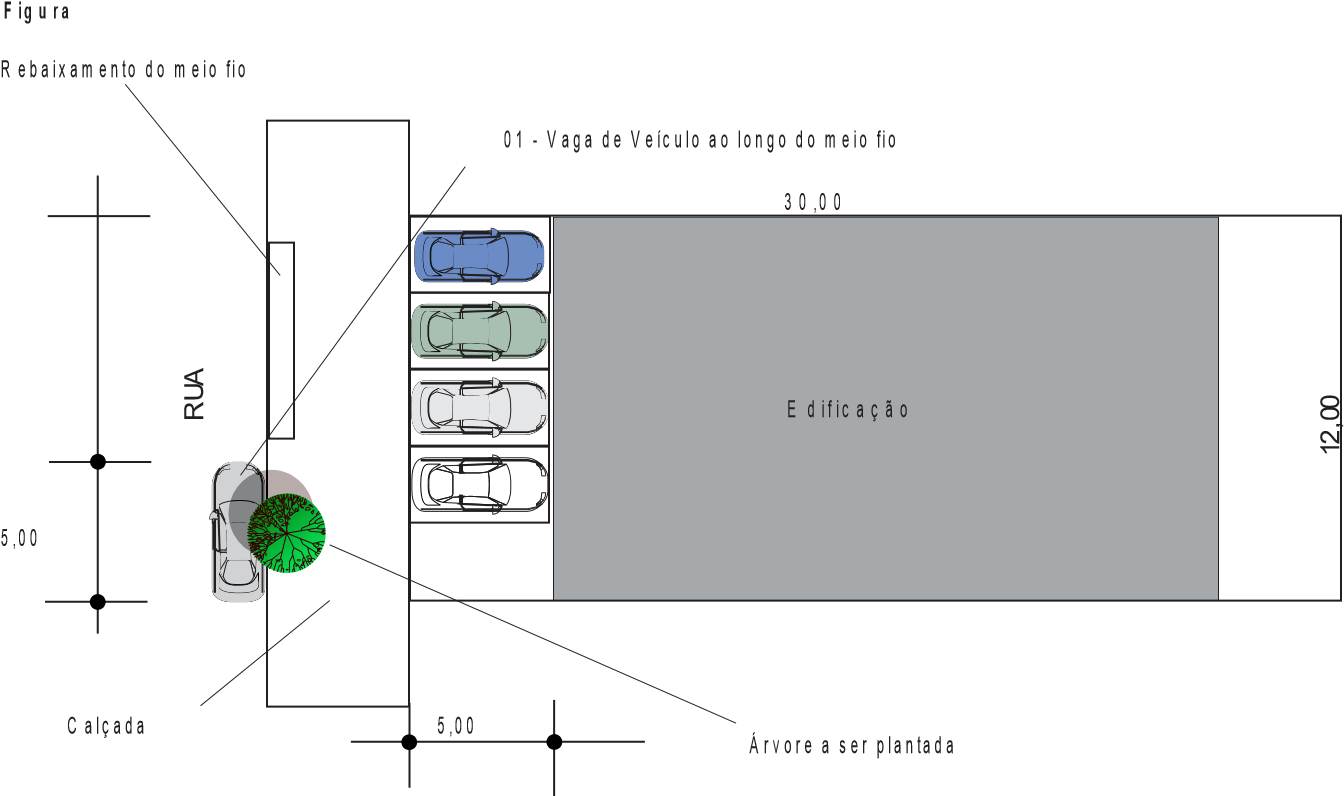 Figura
Rebaixamento do meio fio
01 - Vaga de Veículo ao longo do meio fio
30,00
RUA
Edificação
12,00
5,00
Calçada
5,00
Árvore a ser plantada